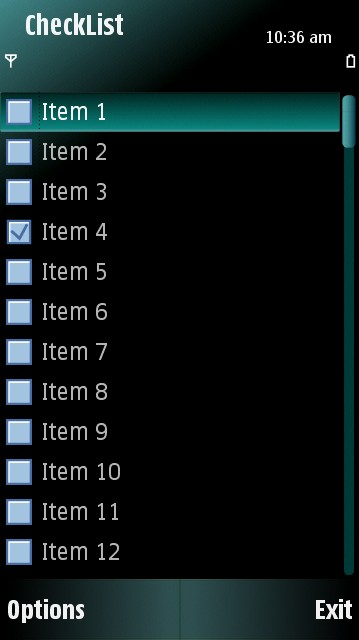 CheckList
10:36 am
Item 1
Item 2
Item 3
Item 4
Item 5
Item 6
Item 7
Item 8
Item 9
Item 10
Item 11
Item 12
Options Exit